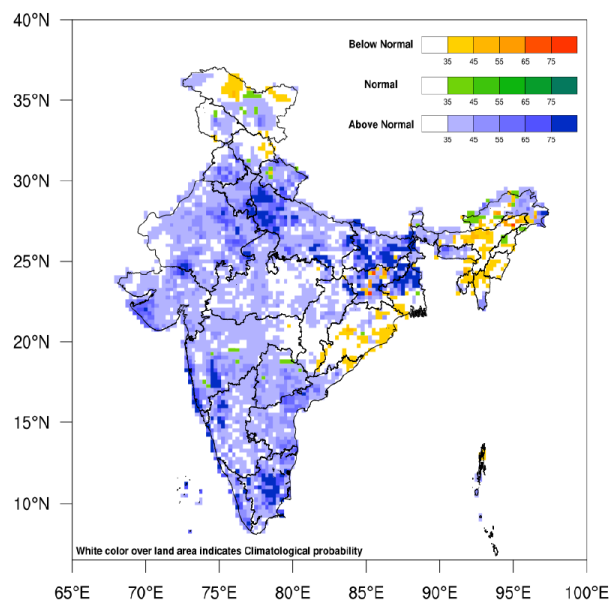 40°N
35°N
30°N
25°N
20°N
15°N
10°N
Below Normal
35 45 55 65 75
Normal
35 45 55 65 75
Above Normal
35 45 55 65 75
White color over land area indicates Climatological probability
65°E 70°E 75°E 80°E 85°E 90°E 95°E 100°E